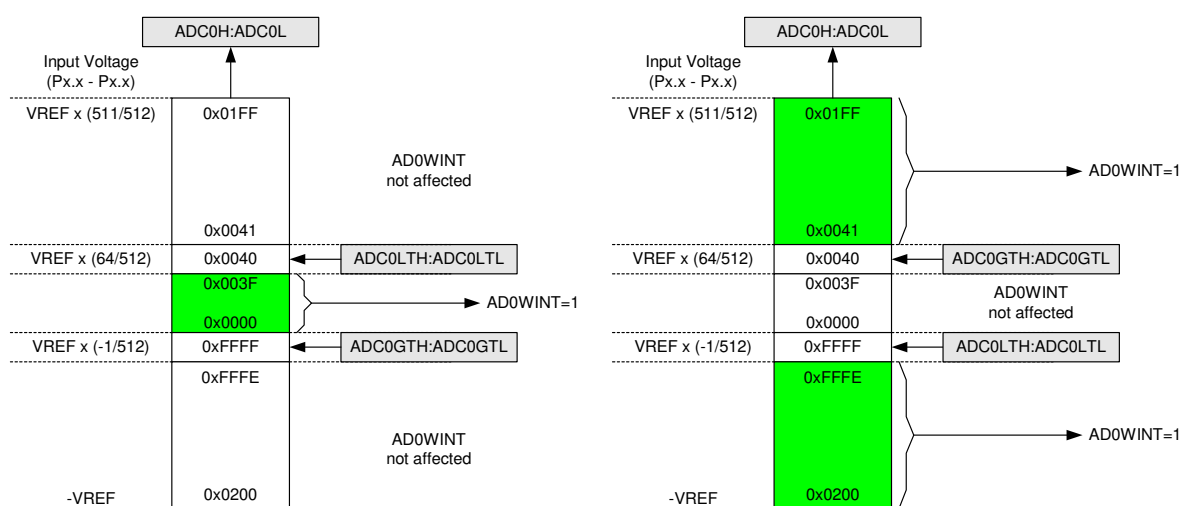 ADC0H:ADC0L
Input Voltage
(Px.x - Px.x)
VREF x (511/512)
0x01FF
AD0WINT
not affected
0x0041
VREF x (64/512)
0x0040
ADC0LTH:ADC0LTL
0x003F
AD0WINT=1
0x0000
VREF x (-1/512)
0xFFFF
ADC0GTH:ADC0GTL
0xFFFE
AD0WINT
not affected
-VREF
0x0200
ADC0H:ADC0L
Input Voltage
(Px.x - Px.x)
VREF x (511/512)
0x01FF
AD0WINT=1
0x0041
VREF x (64/512)
0x0040
ADC0GTH:ADC0GTL
0x003F
AD0WINT
not affected
0x0000
VREF x (-1/512)
0xFFFF
ADC0LTH:ADC0LTL
0xFFFE
AD0WINT=1
-VREF
0x0200